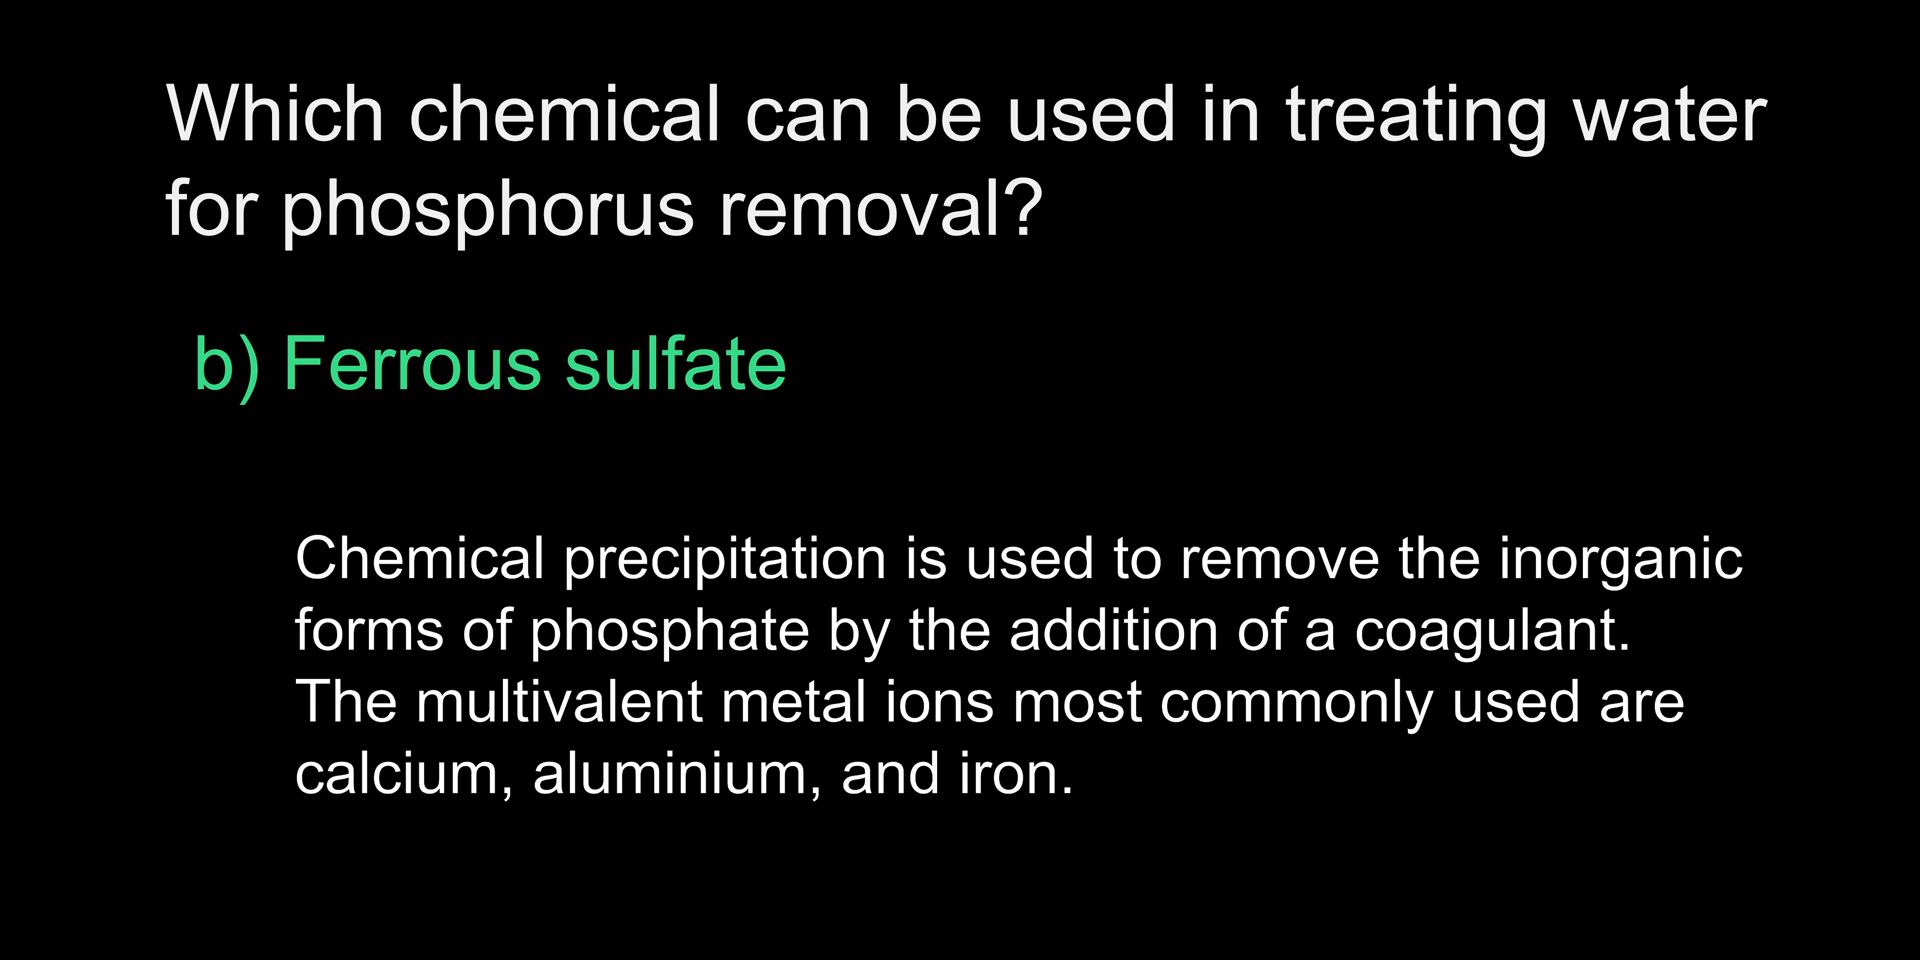 Which chemical can be used in treating water
for phosphorus removal?
b) Ferrous sulfate
Chemical precipitation is used to remove the inorganic
forms of phosphate by the addition of a coagulant.
The multivalent metal ions most commonly used are
calcium, aluminium, and iron.